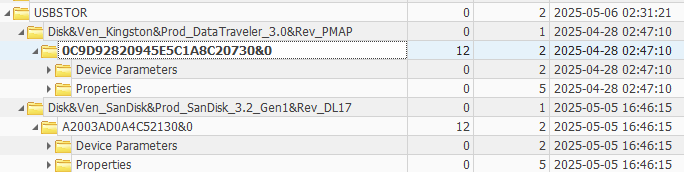 USBSTOR 0 2 2025-05-06 02:31:21
Disk&Ven_Kingston&Prod_DataTraveler_3.0&Rev_PMAP 0 1 2025-04-28 02:47:10
0C9D92820945E5C1A8C20730&0 12 2 2025-04-28 02:47:10
Device Parameters 0 2 2025-04-28 02:47:10
Properties 0 5 2025-04-28 02:47:10
Disk&Ven_SanDisk&Prod_SanDisk_3.2_Gen1&Rev_DL17 0 1 2025-05-05 16:46:15
A2003AD0A4C52130&0 12 2 2025-05-05 16:46:15
Device Parameters 0 2 2025-05-05 16:46:15
Properties 0 5 2025-05-05 16:46:15